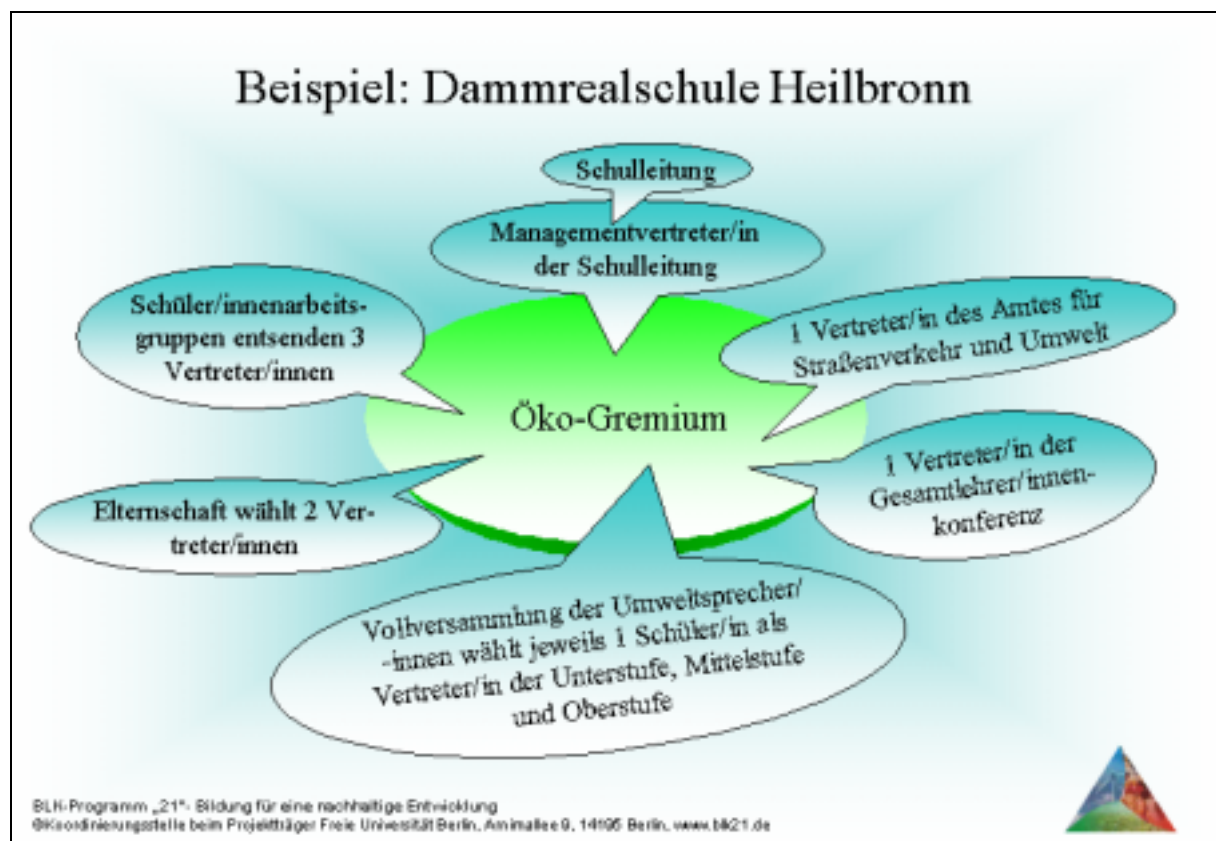 Beispiel: Dammrealschule Heilbronn
Schulleitung
Managementvertreter/in
der Schulleitung
Schüler/innenarbeits-
gruppen entsenden 3
Vertreter/innen
1 Vertreter/in des Amtes für
Straßenverkehr und Umwelt
Öko-Gremium
1 Vertreter/in der
Gesamtlehrer/innen-
konferenz
Elternschaft wählt 2 Ver-
treter/innen
Vollversammlung der Umweltsprecher/
-innen wählt jeweils 1 Schüler/in als
Vertreter/in der Unterstufe, Mittelstufe
und Oberstufe
BLK-Programm „21“- Bildung für eine nachhaltige Entwicklung
©Koordinierungsstelle beim Projektträger Freie Universität Berlin, Arnimallee 9, 14195 Berlin, www.blk21.de